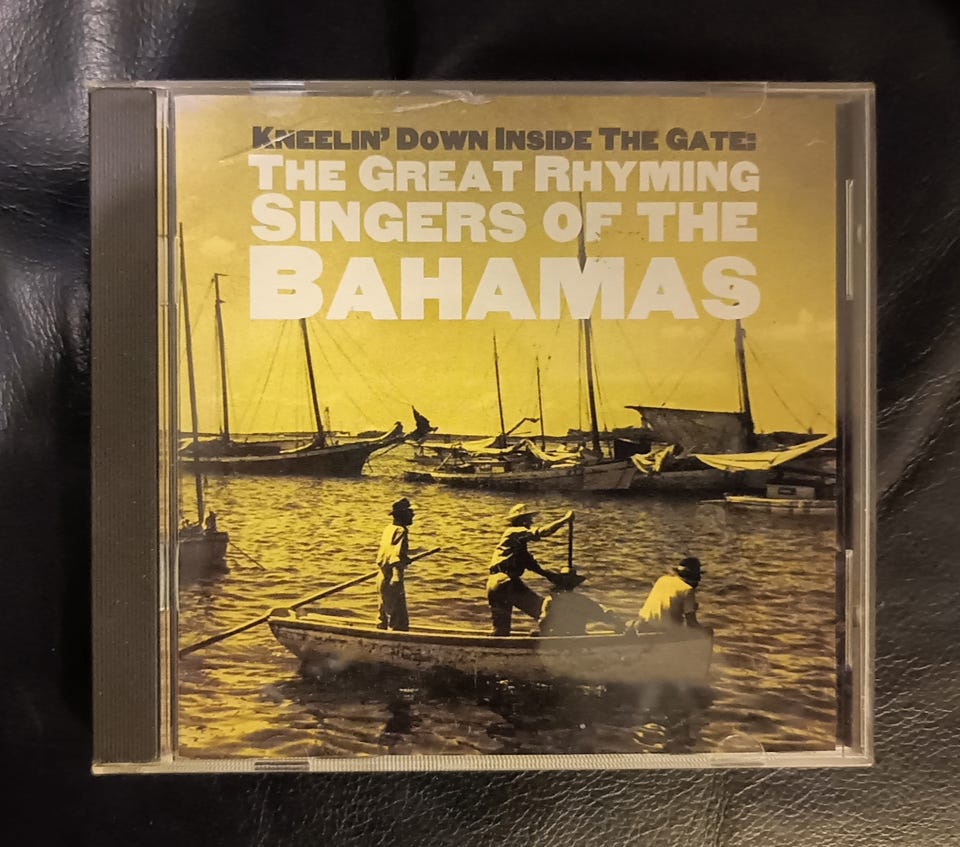 Kneelin' Down Inside The Gate:
The Great Rhyming
Singers of the
Bahamas